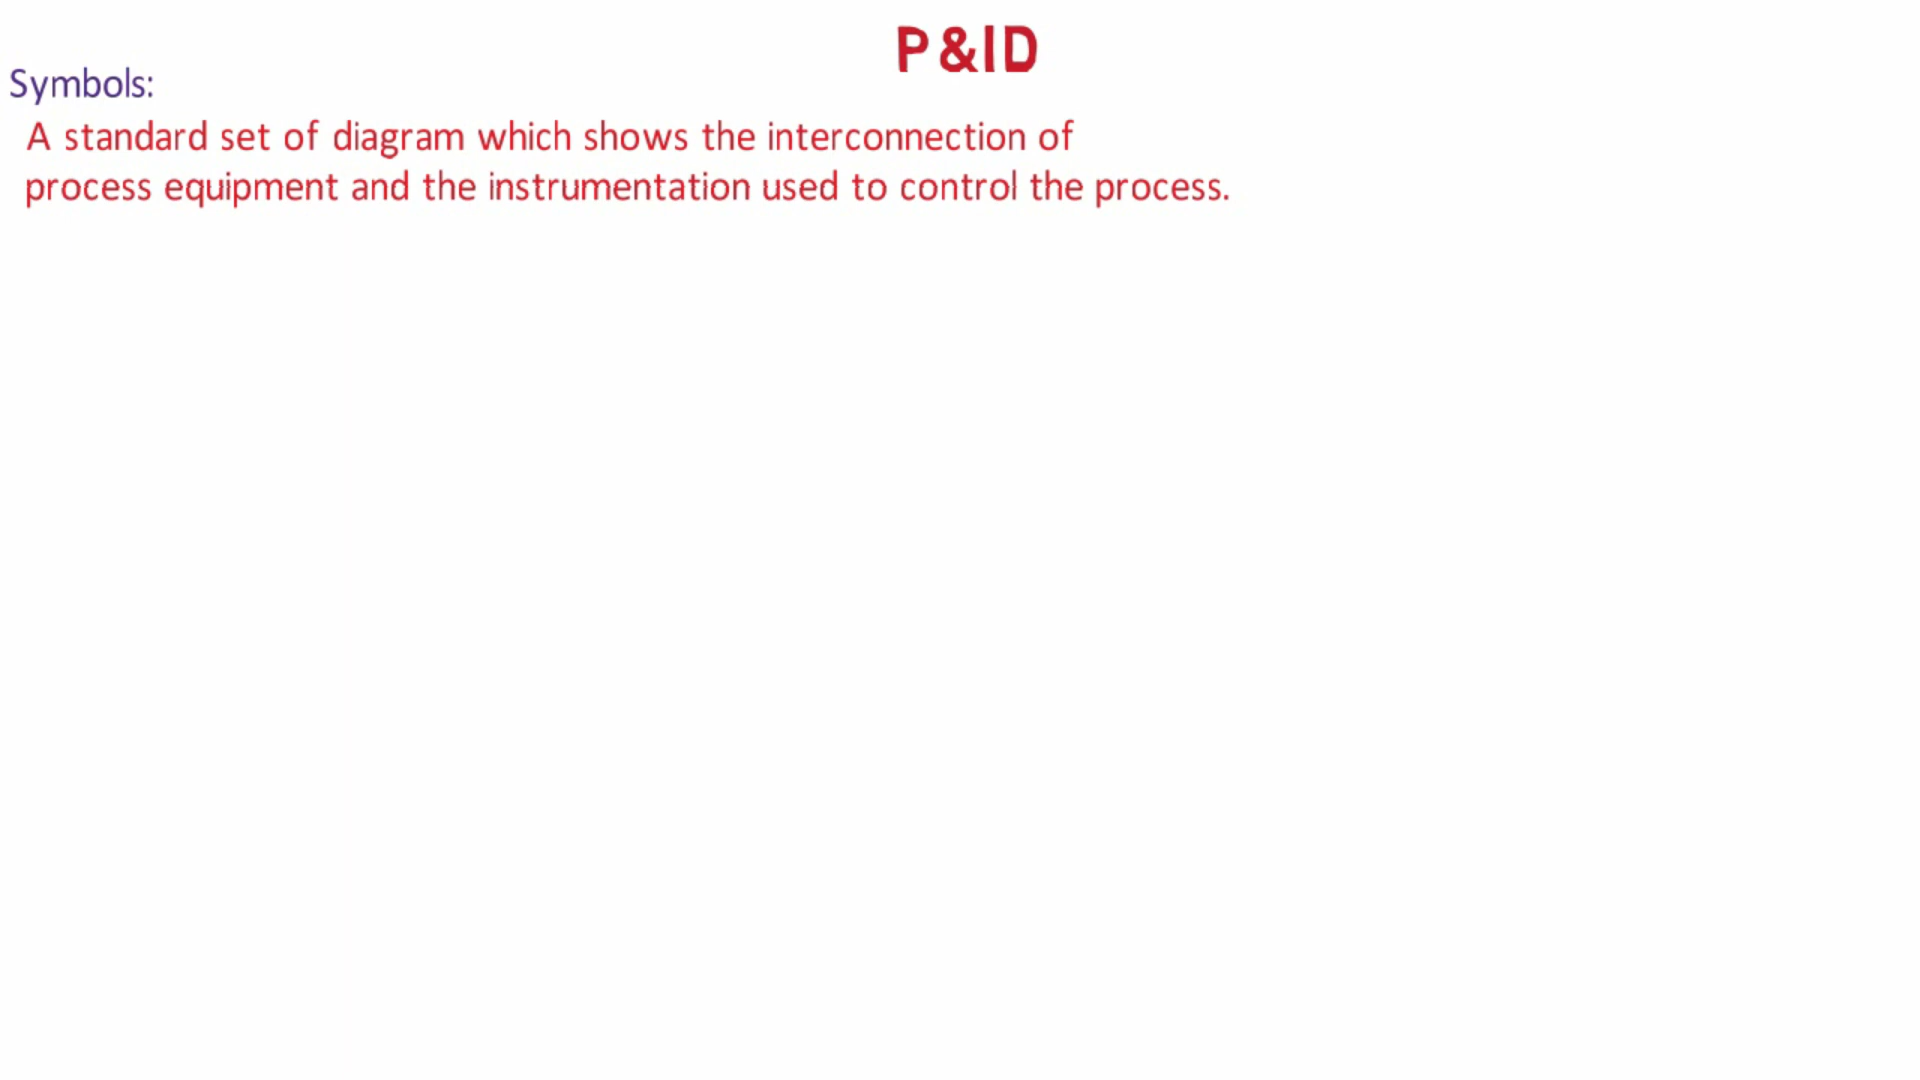 P&ID
Symbols:
A standard set of diagram which shows the interconnection of
process equipment and the instrumentation used to control the process.